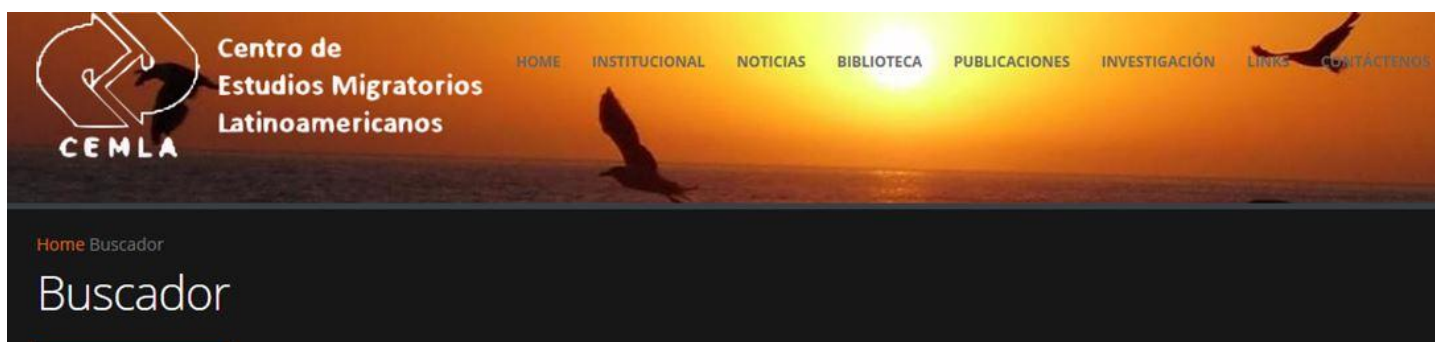 Centro de
Estudios Migratorios
Latinoamericanos
CEMLA
HOME INSTITUCIONAL NOTICIAS BIBLIOTECA PUBLICACIONES INVESTIGACIÓN LINKS CONTÁCTENOS
Home Buscador
Buscador